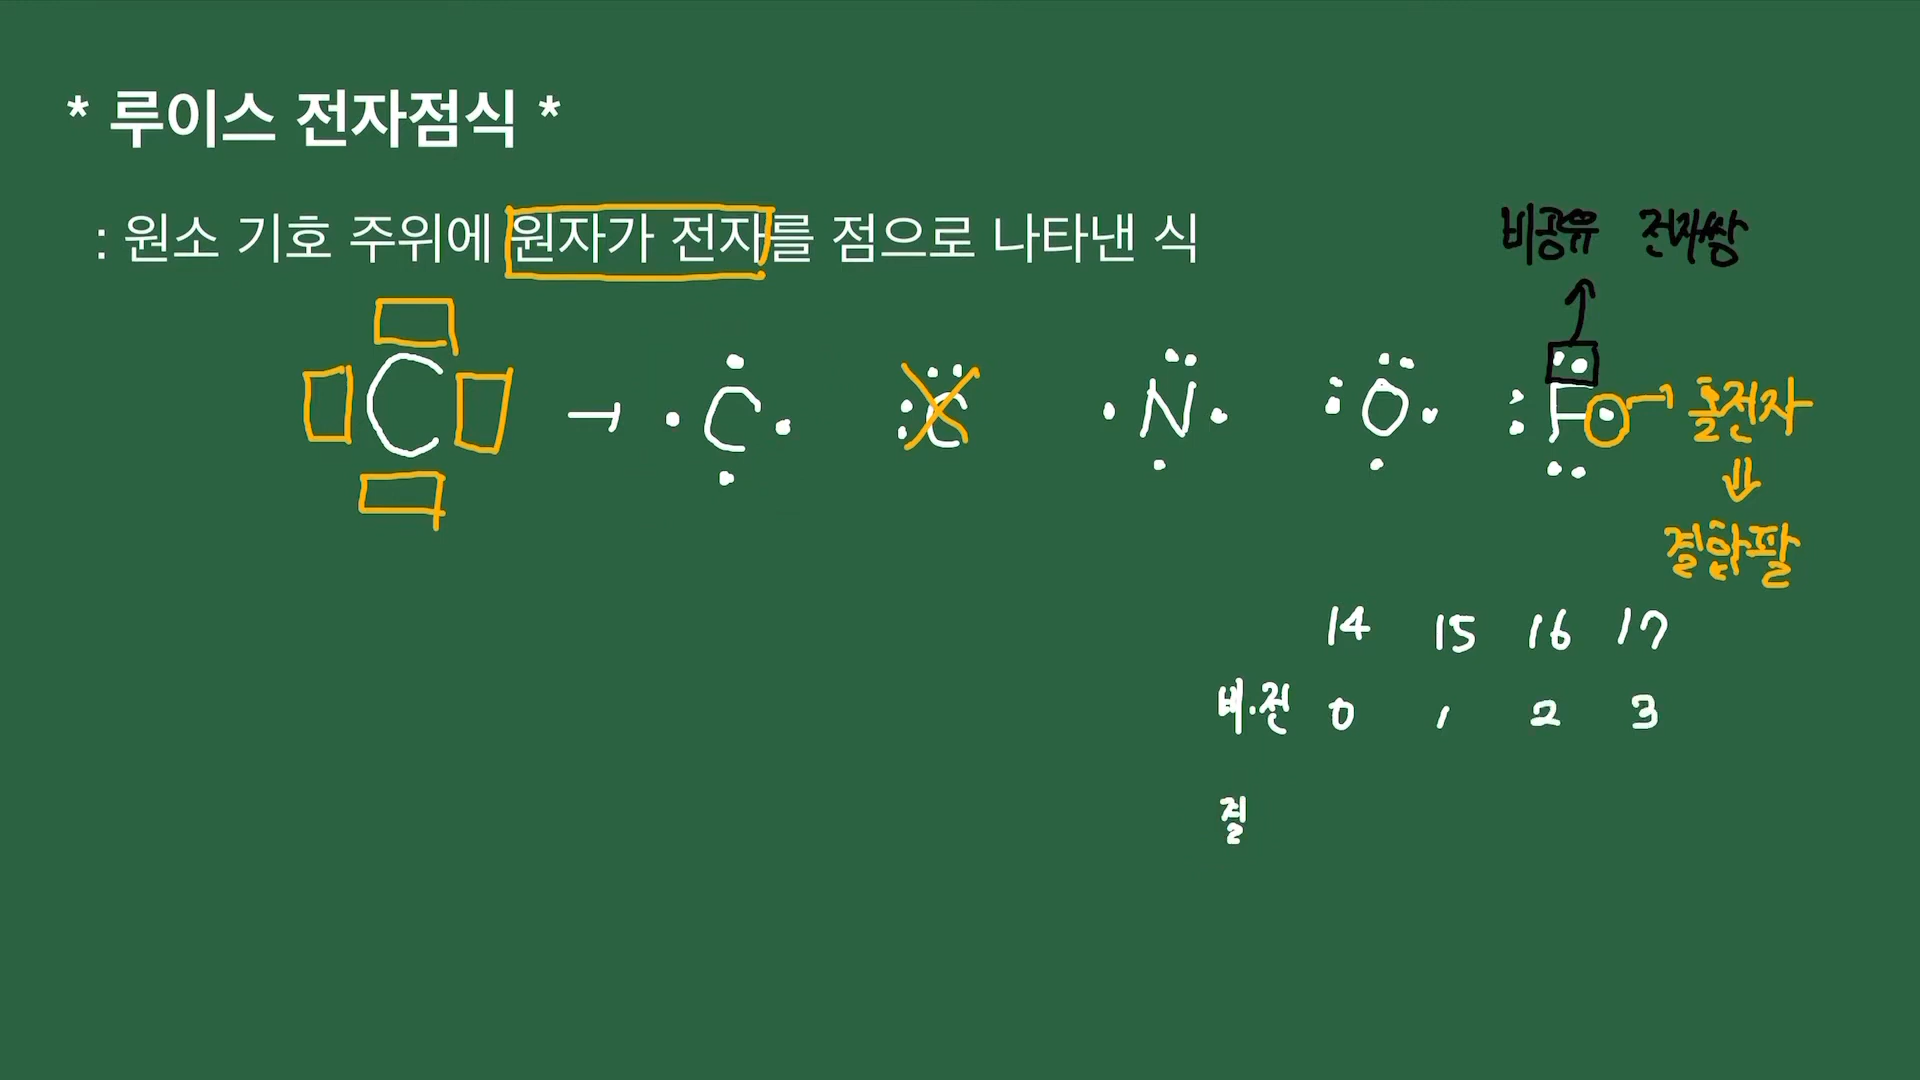 * 루이스 전자점식 *
: 원소 기호 주위에 원자가 전자를 점으로 나타낸 식
비공유 전자쌍
C → C C N O F → 홀전자
⇓
결합팔
14 15 16 17
비.전 0 1 2 3
결